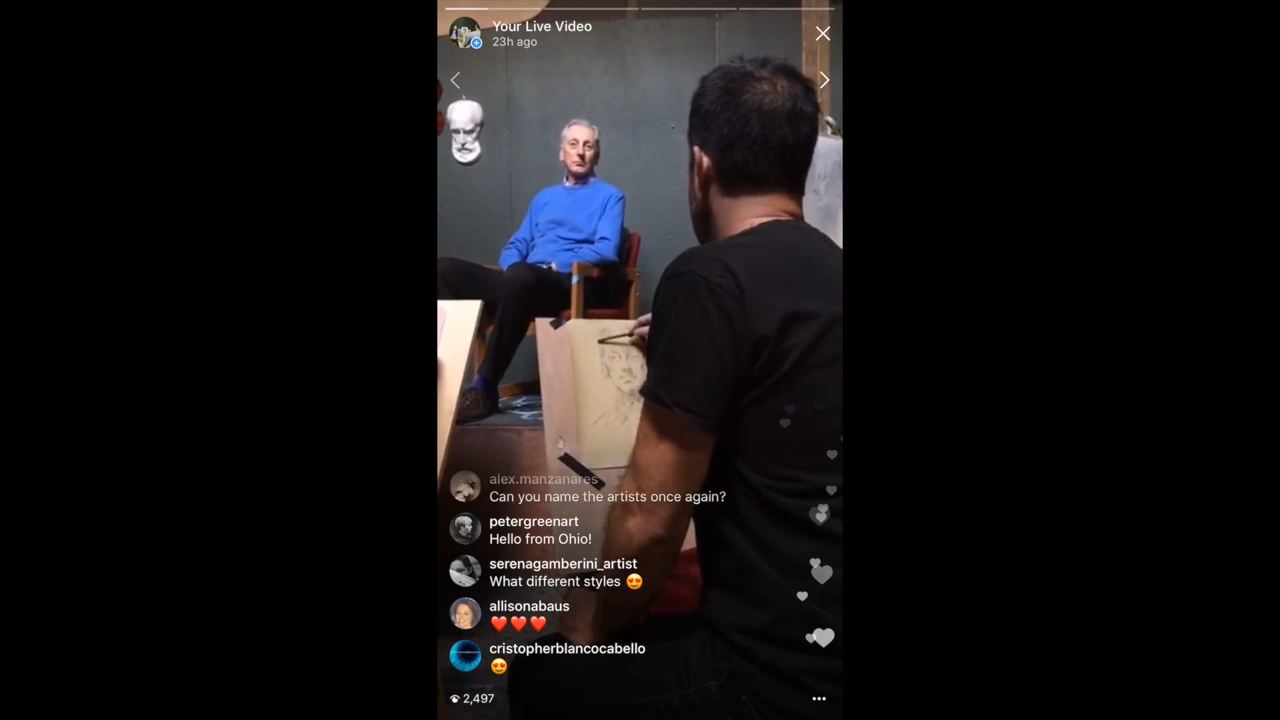 Your Live Video
23h ago
alex.manzanares
Can you name the artists once again?
petergreenart
Hello from Ohio!
serenagamberini_artist
What different styles 😍
allisonabaus
❤️❤️❤️
cristopherblancocabello
😍
2,497